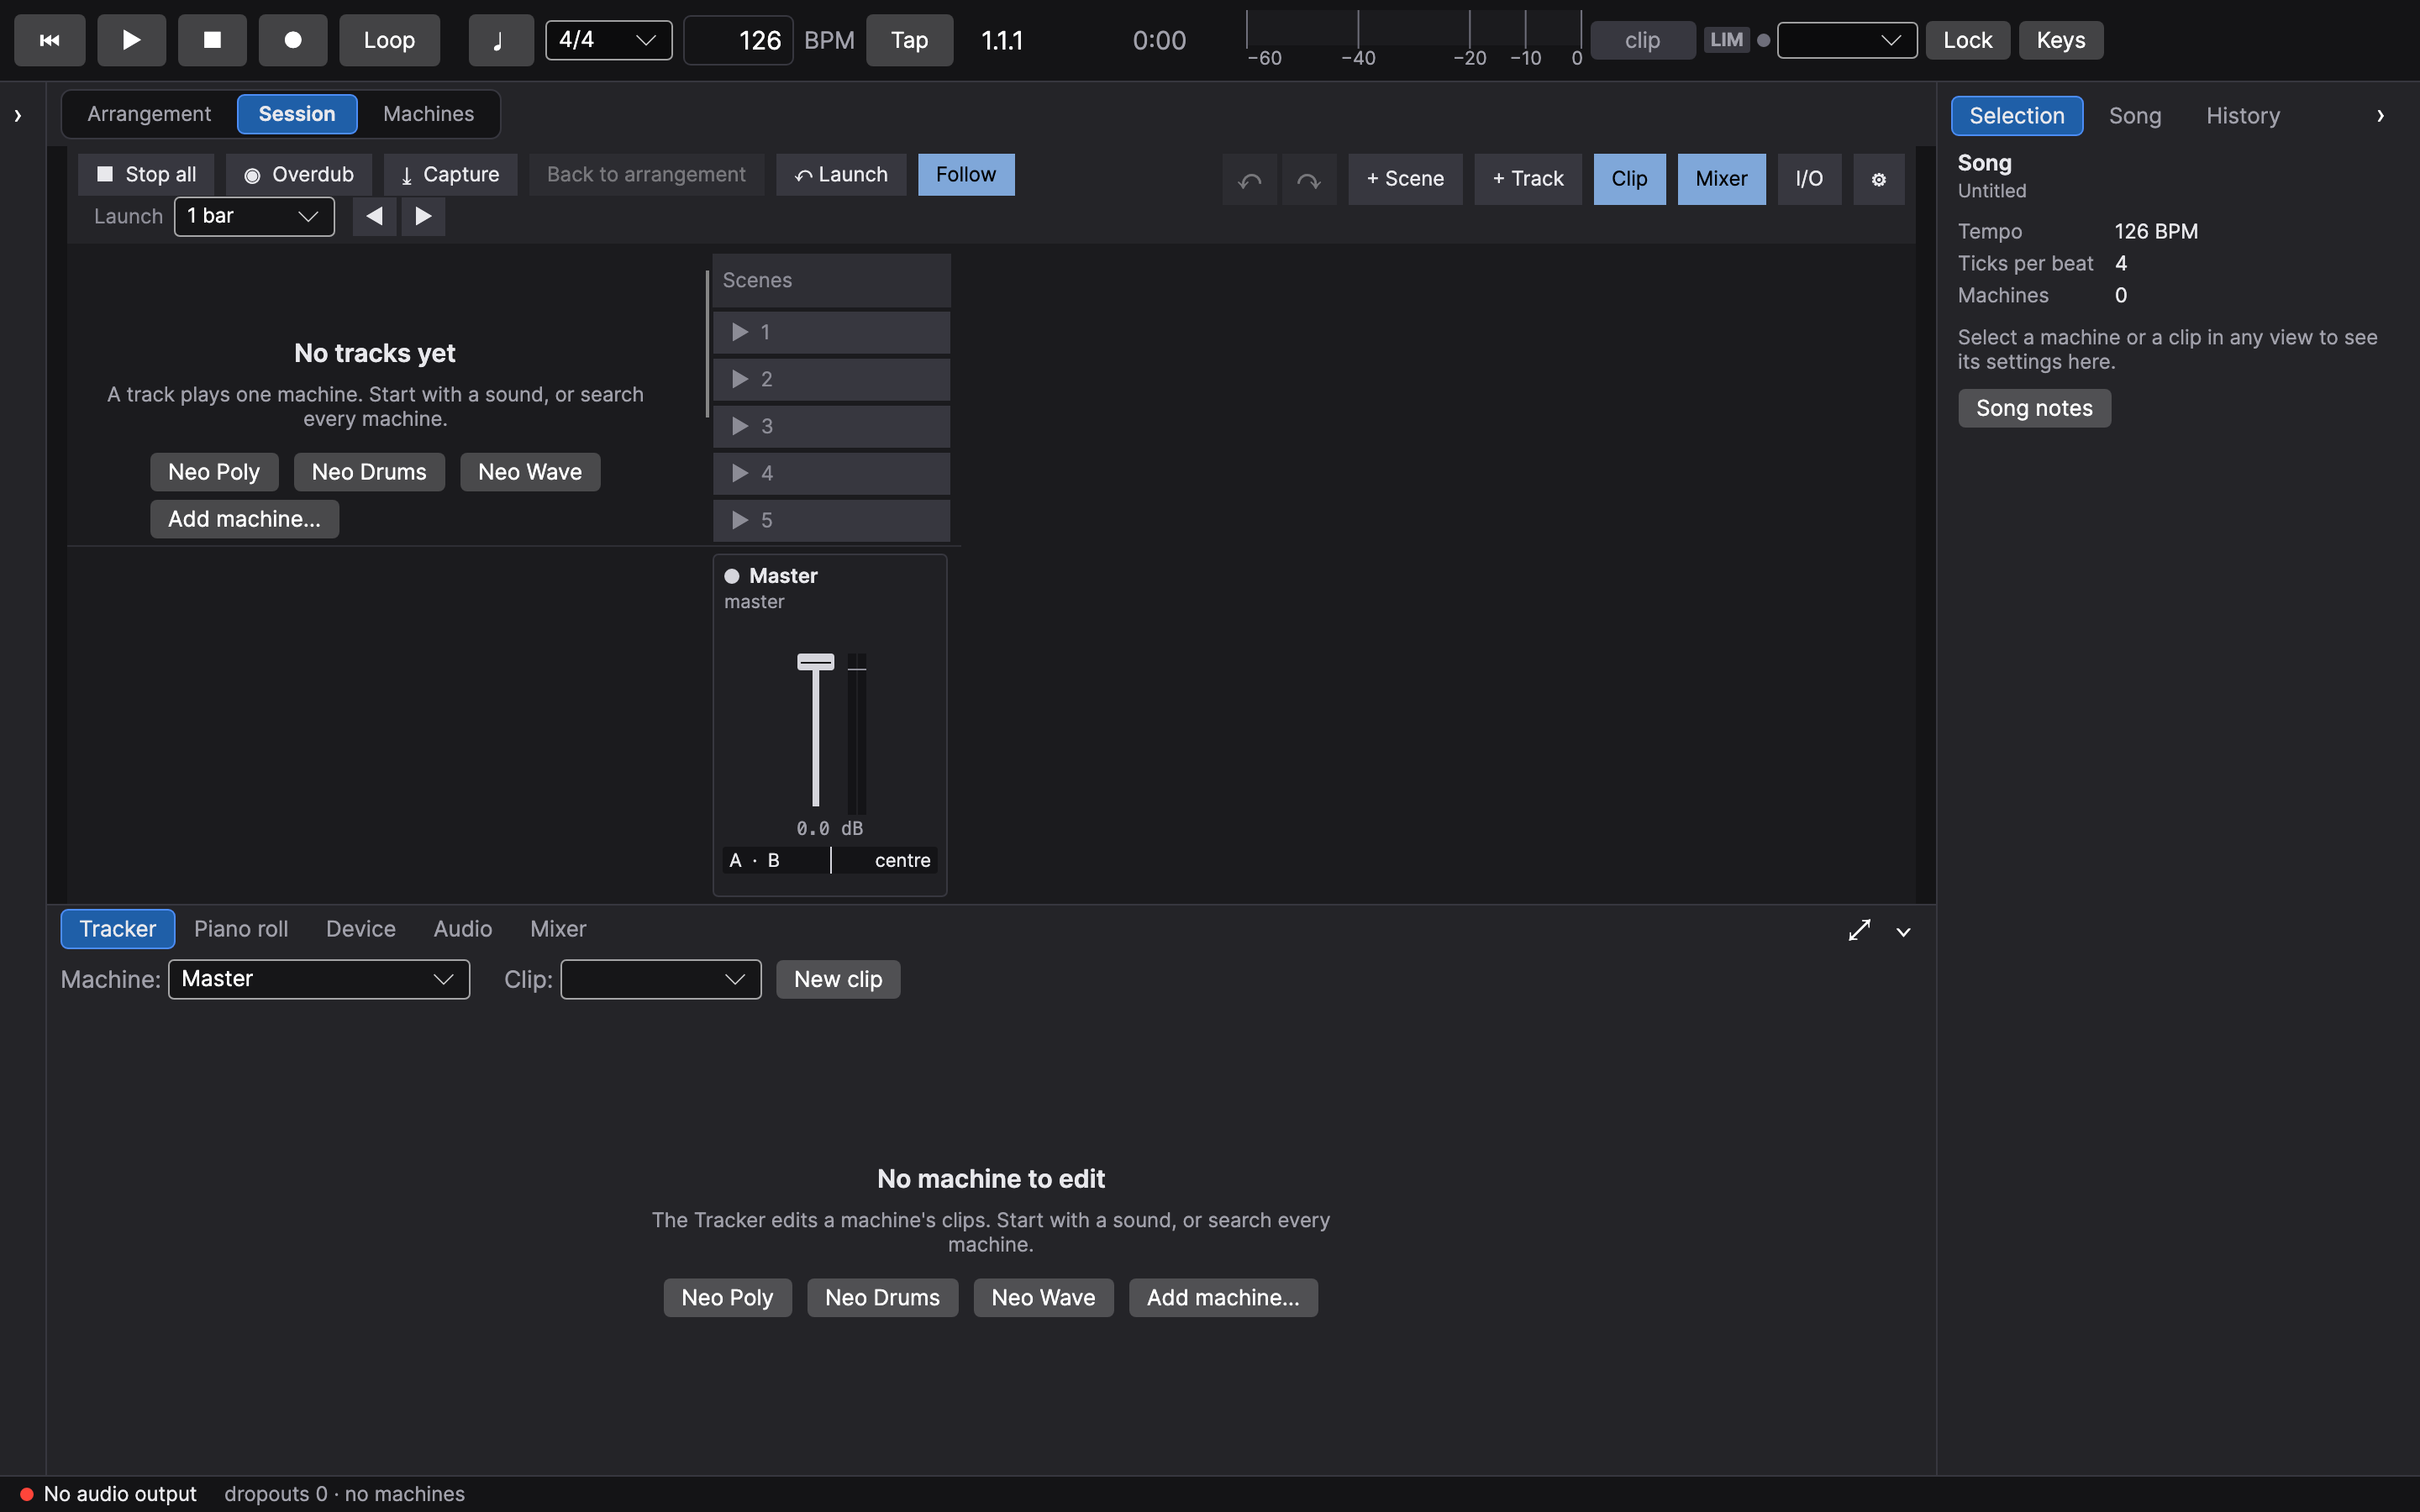 Loop
4/4
126 BPM
Tap
1.1.1
0:00
−60 −40 −20 −10 0
clip
LIM
Lock
Keys
Arrangement Session Machines
Stop all
Overdub
Capture
Back to arrangement
Launch
Follow
+ Scene
+ Track
Clip
Mixer
I/O
Launch 1 bar
Scenes
1
2
3
4
5
No tracks yet
A track plays one machine. Start with a sound, or search
every machine.
Neo Poly Neo Drums Neo Wave
Add machine...
Master
master
0.0 dB
A · B centre
Selection Song History
Song
Untitled
Tempo 126 BPM
Ticks per beat 4
Machines 0
Select a machine or a clip in any view to see
its settings here.
Song notes
Tracker Piano roll Device Audio Mixer
Machine: Master Clip: New clip
No machine to edit
The Tracker edits a machine's clips. Start with a sound, or search every
machine.
Neo Poly Neo Drums Neo Wave Add machine...
No audio output dropouts 0 · no machines